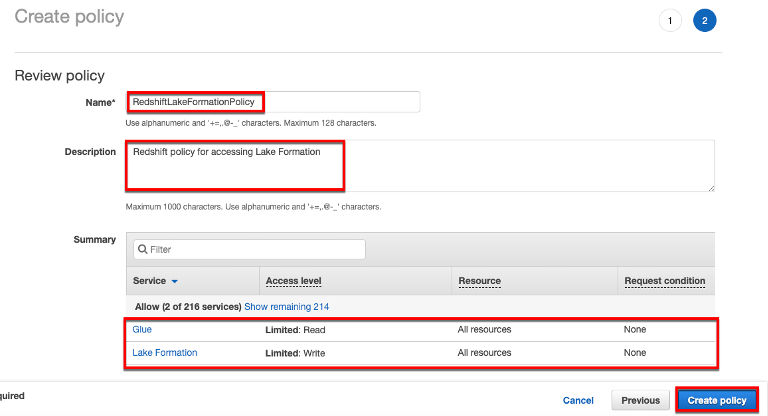 Create policy
1
2
Review policy
Name*
RedshiftLakeFormationPolicy
Use alphanumeric and '+=,.@-_' characters. Maximum 128 characters.
Description
Redshift policy for accessing Lake Formation
Maximum 1000 characters. Use alphanumeric and '+=,.@-_' characters.
Summary
Filter
Service Access level Resource Request condition
Allow (2 of 216 services) Show remaining 214
Glue Limited: Read All resources None
Lake Formation Limited: Write All resources None
quired
Cancel Previous Create policy